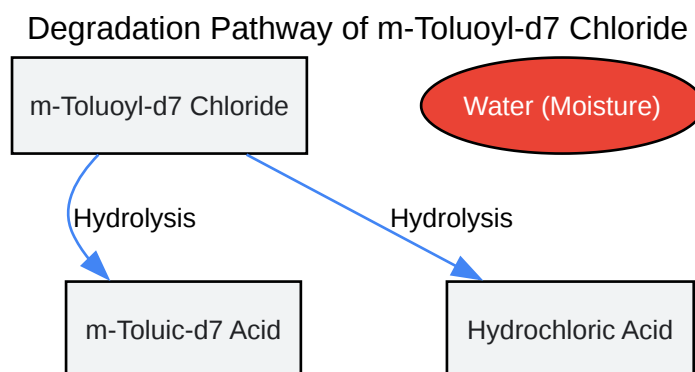 Degradation Pathway of m-Toluoyl-d7 Chloride
m-Toluoyl-d7 Chloride
Water (Moisture)
Hydrolysis
Hydrolysis
m-Toluic-d7 Acid
Hydrochloric Acid